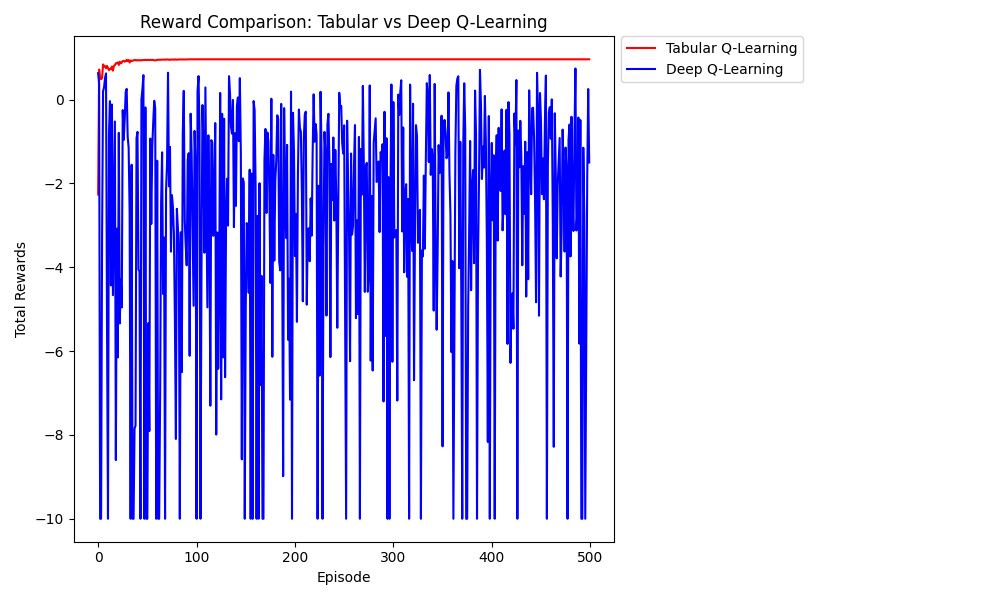 Reward Comparison: Tabular vs Deep Q-Learning
Tabular Q-Learning
Deep Q-Learning
Total Rewards
0
−2
−4
−6
−8
−10
0 100 200 300 400 500
Episode